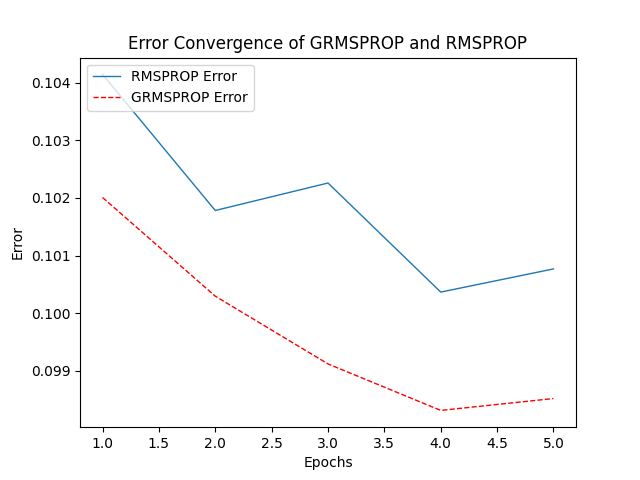 Error Convergence of GRMSPROP and RMSPROP
RMSPROP Error
GRMSPROP Error
0.104
0.103
0.102
0.101
0.100
0.099
Error
1.0 1.5 2.0 2.5 3.0 3.5 4.0 4.5 5.0
Epochs